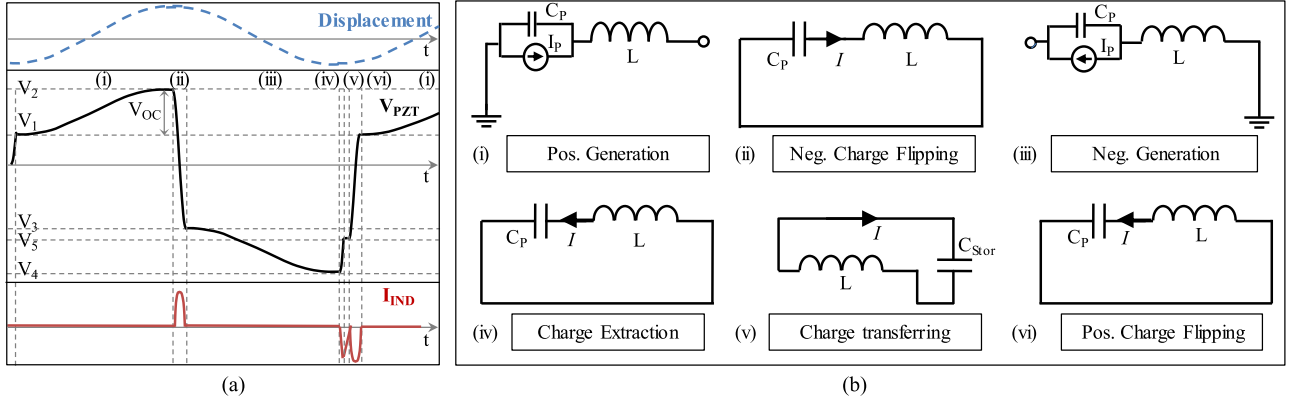 Displacement
t
(i) (ii) (iii) (iv) (v) (vi) (i)
V2
VOC
VPZT
V1
t
V3
V5
V4
IIND
t
(a)
CP
IP
L
(i) Pos. Generation
CP I L
(ii) Neg. Charge Flipping
CP
IP
L
(iii) Neg. Generation
CP I L
(iv) Charge Extraction
I
CStor
L
(v) Charge transferring
CP I L
(vi) Pos. Charge Flipping
(b)